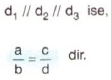 d₁ // d₂ // d₃ ise,
a/b = c/d dir.